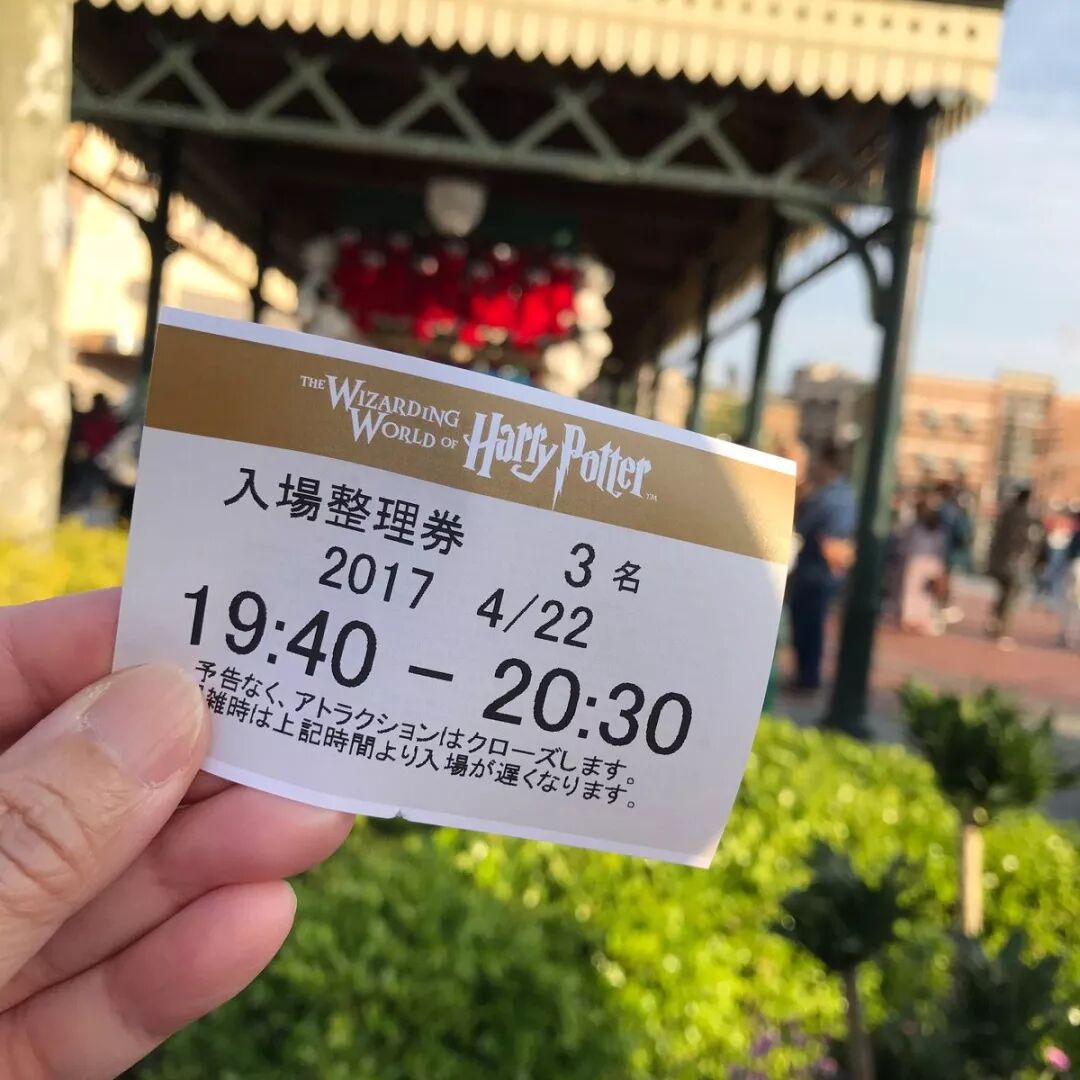 THE WIZARDING
WORLD OF Harry Potter™
入場整理券 3名
2017 4/22
19:40 - 20:30
予告なく、アトラクションはクローズします。
雑時は上記時間より入場が遅くなります。